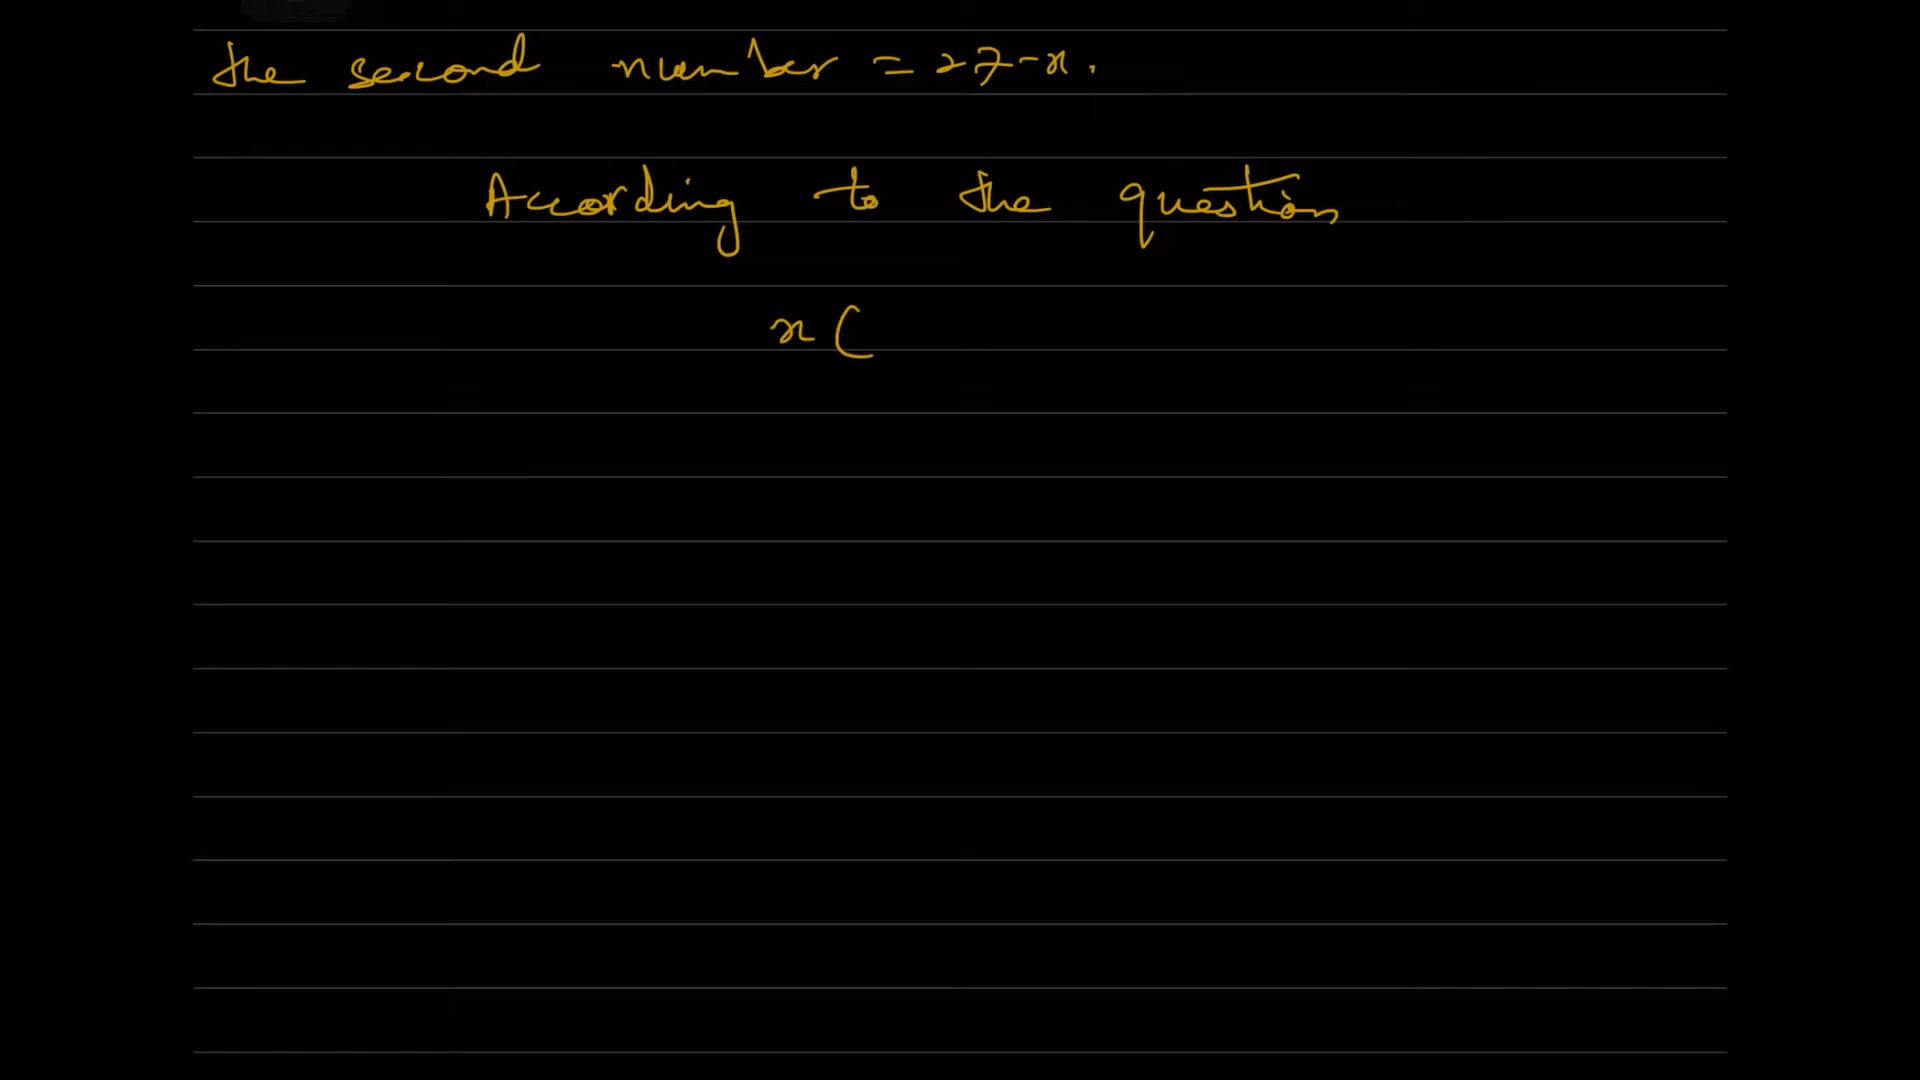 the second number = 27-x.
According to the question
x(